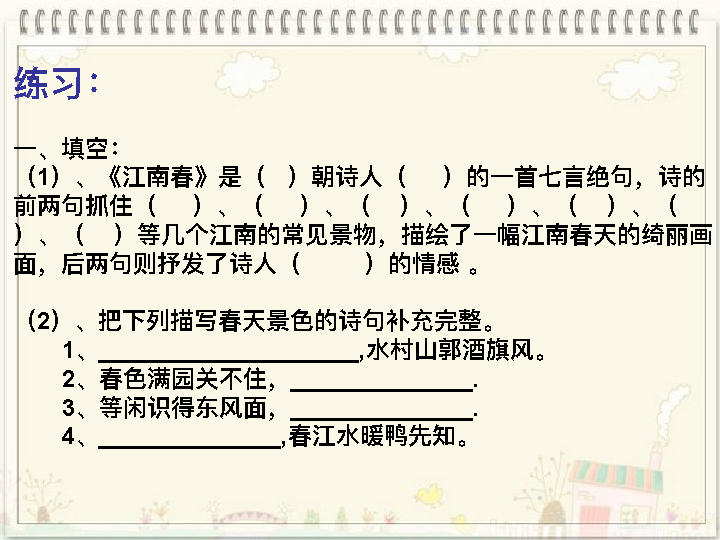 练习：
一、填空：
（1）、《江南春》是（   ）朝诗人（     ）的一首七言绝句，诗的
前两句抓住（     ）、（     ）、（    ）、（     ）、（    ）、（
）、（    ）等几个江南的常见景物，描绘了一幅江南春天的绮丽画
面，后两句则抒发了诗人（         ）的情感 。
（2）、把下列描写春天景色的诗句补充完整。
1、____________________,水村山郭酒旗风。
2、春色满园关不住，______________.
3、等闲识得东风面，______________.
4、______________,春江水暖鸭先知。